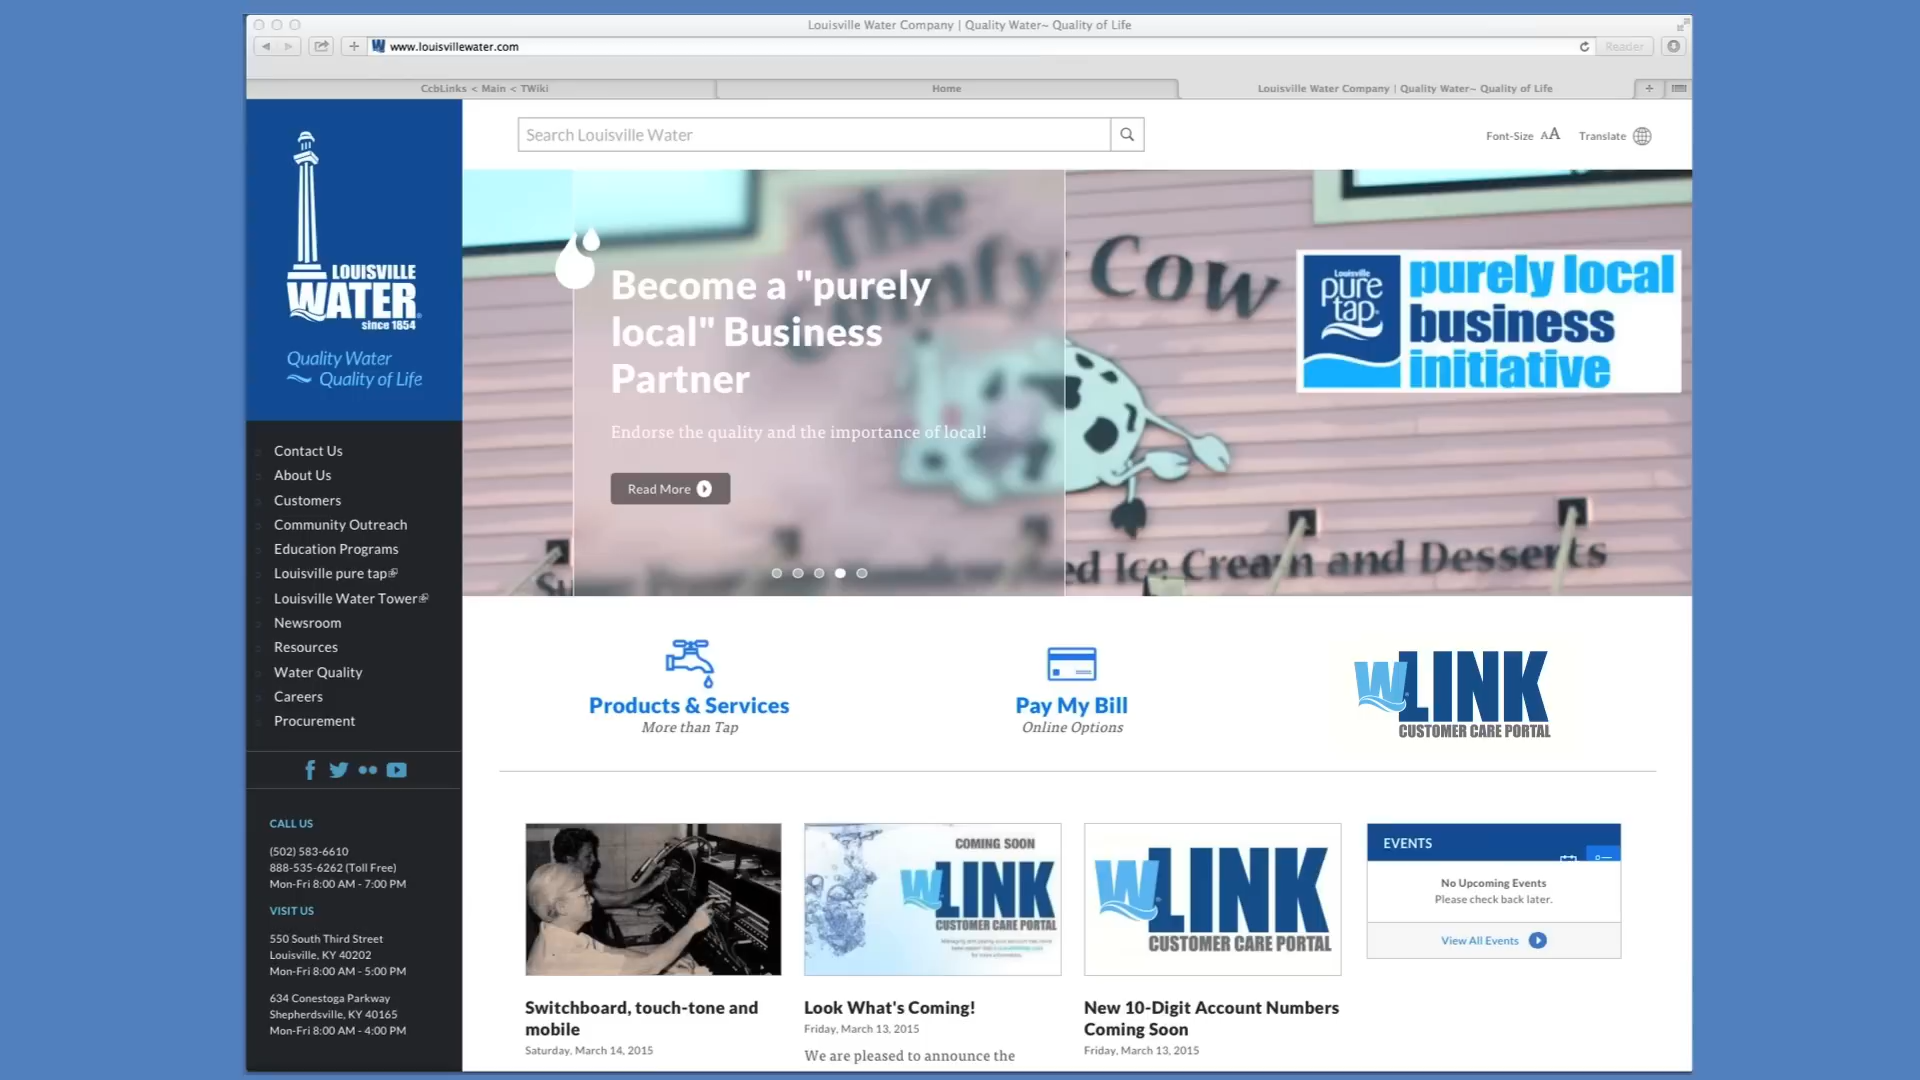 Louisville Water Company | Quality Water~ Quality of Life
www.louisvillewater.com
Reader
CcbLinks < Main < TWiki
Home
Louisville Water Company | Quality Water~ Quality of Life
Search Louisville Water
Font-Size AA
Translate
LOUISVILLE
WATER
since 1854
Quality Water
Quality of Life
Contact Us
About Us
Customers
Community Outreach
Education Programs
Louisville pure tap
Louisville Water Tower
Newsroom
Resources
Water Quality
Careers
Procurement
CALL US
(502) 583-6610
888-535-6262 (Toll Free)
Mon-Fri 8:00 AM - 7:00 PM
VISIT US
550 South Third Street
Louisville, KY 40202
Mon-Fri 8:00 AM - 5:00 PM
634 Conestoga Parkway
Shepherdsville, KY 40165
Mon-Fri 8:00 AM - 4:00 PM
The
Comfy Cow
Become a "purely
local" Business
Partner
Endorse the quality and the importance of local!
Read More
Ice Cream and Desserts
Louisville
pure
tap
purely local
business
initiative
Products & Services
More than Tap
Pay My Bill
Online Options
W LINK
CUSTOMER CARE PORTAL
COMING SOON
W LINK
CUSTOMER CARE PORTAL
W LINK
CUSTOMER CARE PORTAL
Switchboard, touch-tone and
mobile
Saturday, March 14, 2015
Look What's Coming!
Friday, March 13, 2015
We are pleased to announce the
New 10-Digit Account Numbers
Coming Soon
Friday, March 13, 2015
EVENTS
No Upcoming Events
Please check back later.
View All Events